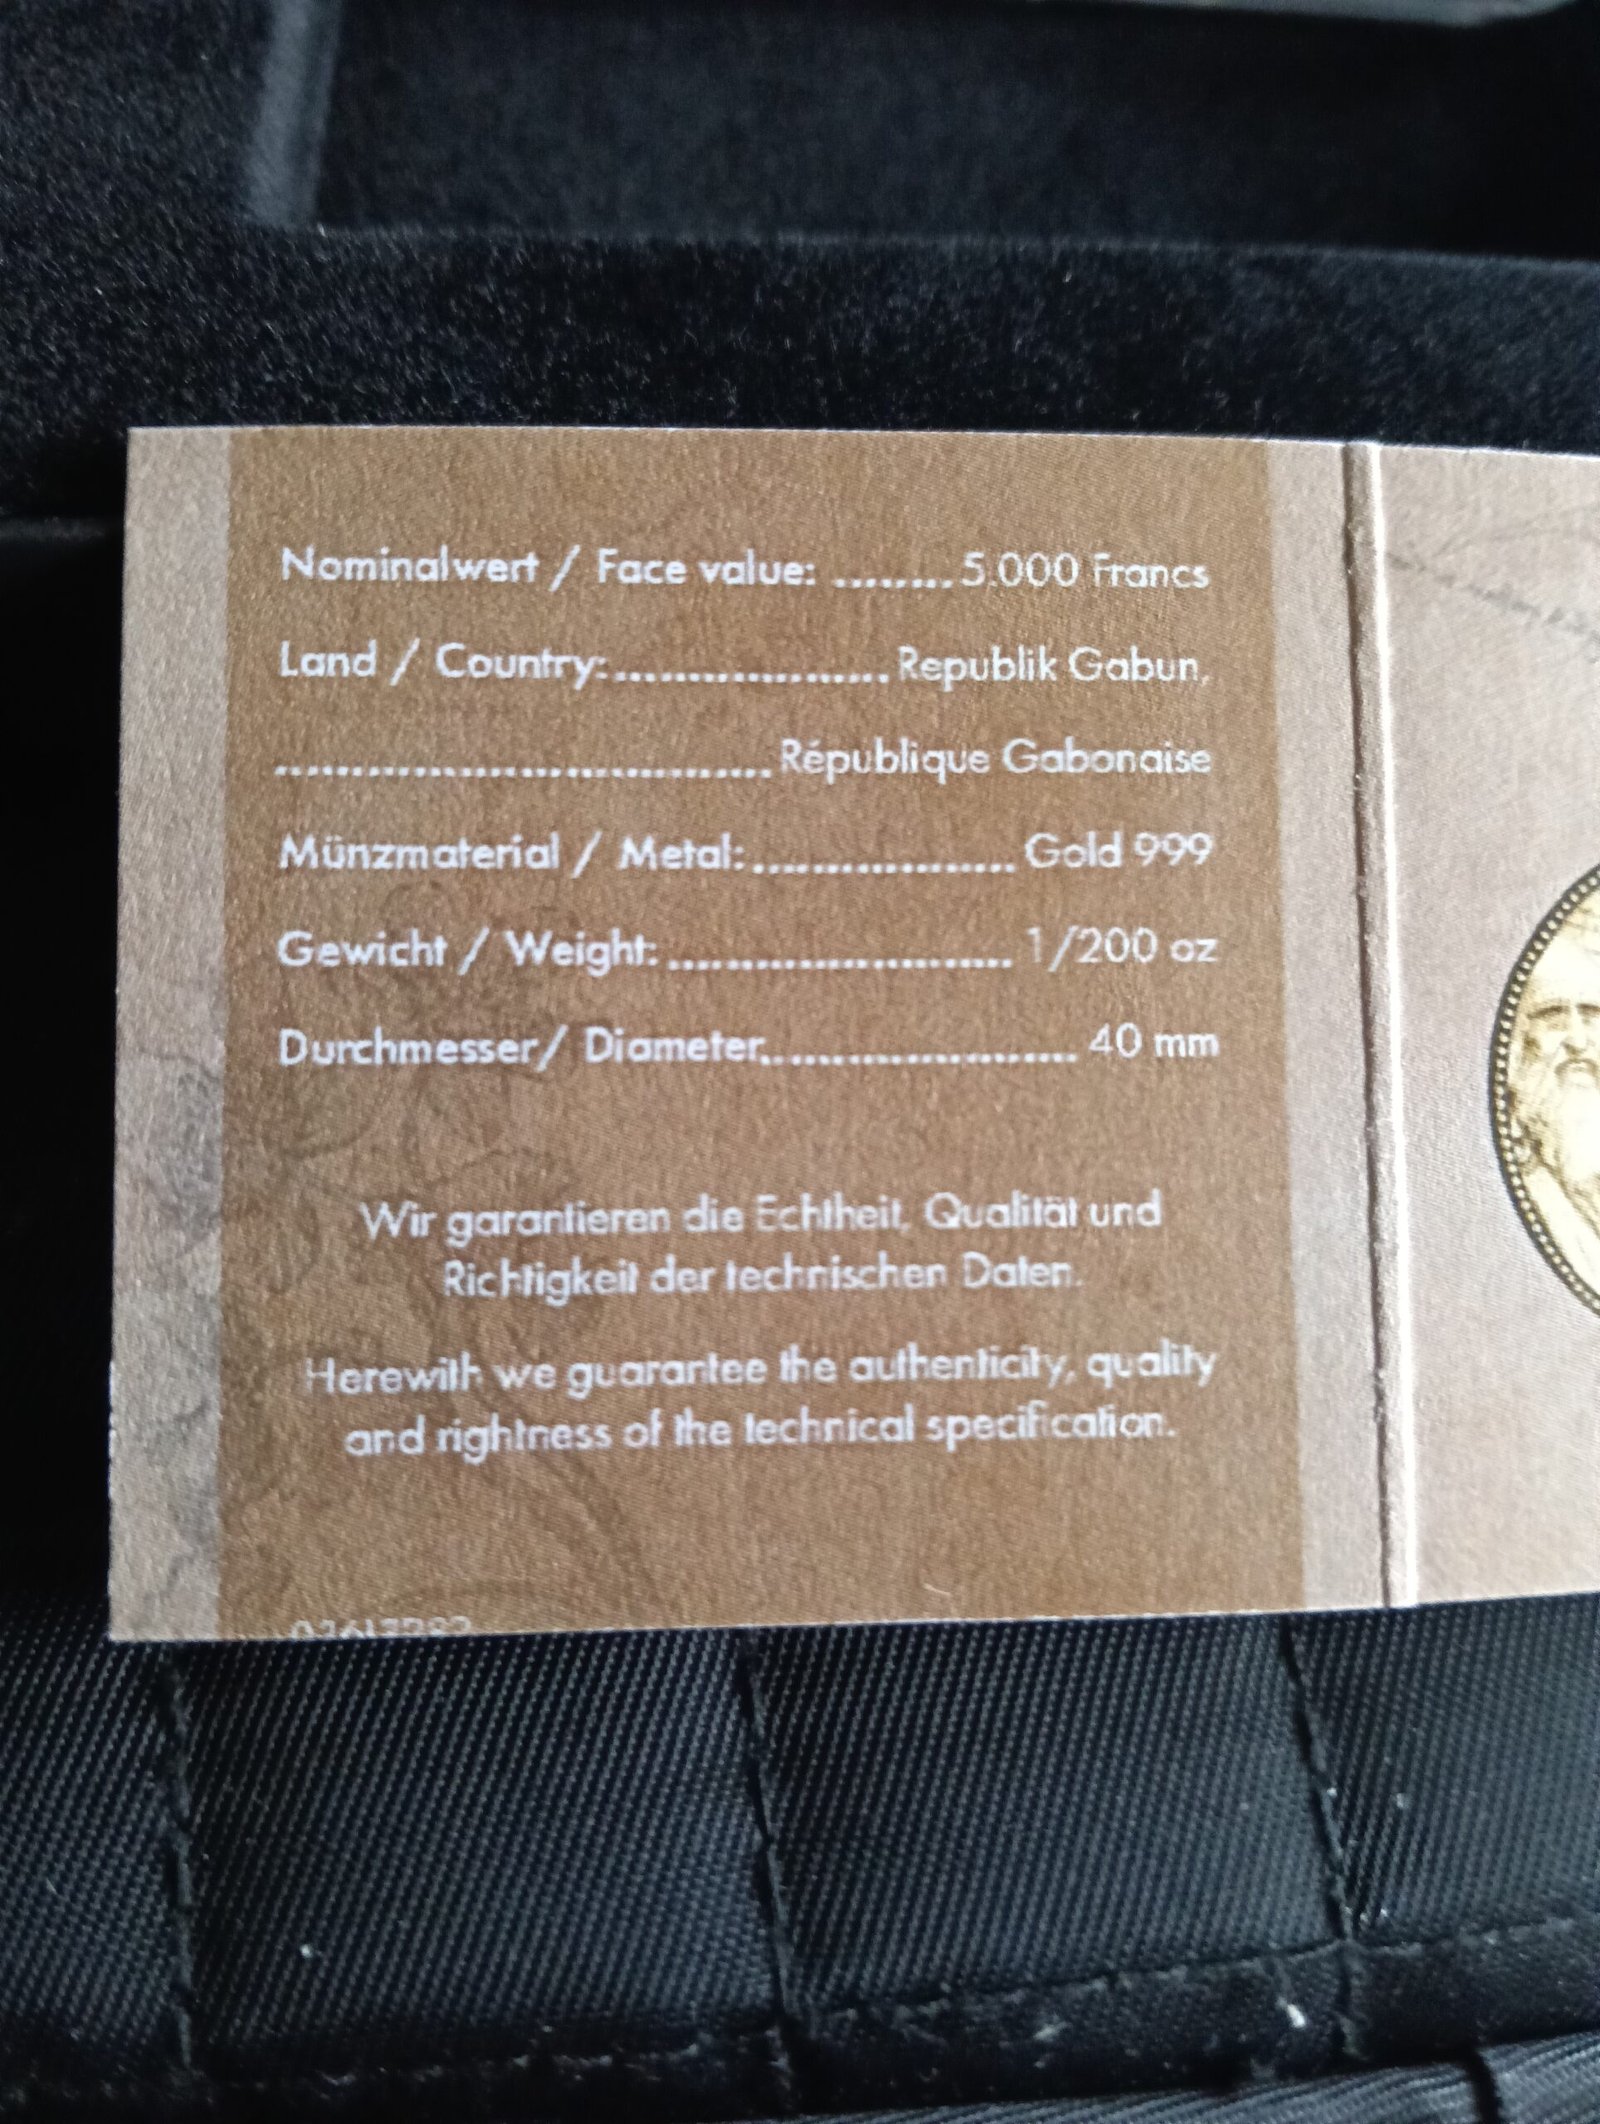 Nominalwert / Face value: ........ 5.000 Francs
Land / Country:................... Republik Gabun,
................................. République Gabonaise
Münzmaterial / Metal:.................. Gold 999
Gewicht / Weight:....................... 1/200 oz
Durchmesser/ Diameter...................... 40 mm
Wir garantieren die Echtheit, Qualität und
Richtigkeit der technischen Daten.
Herewith we guarantee the authenticity, quality
and rightness of the technical specification.